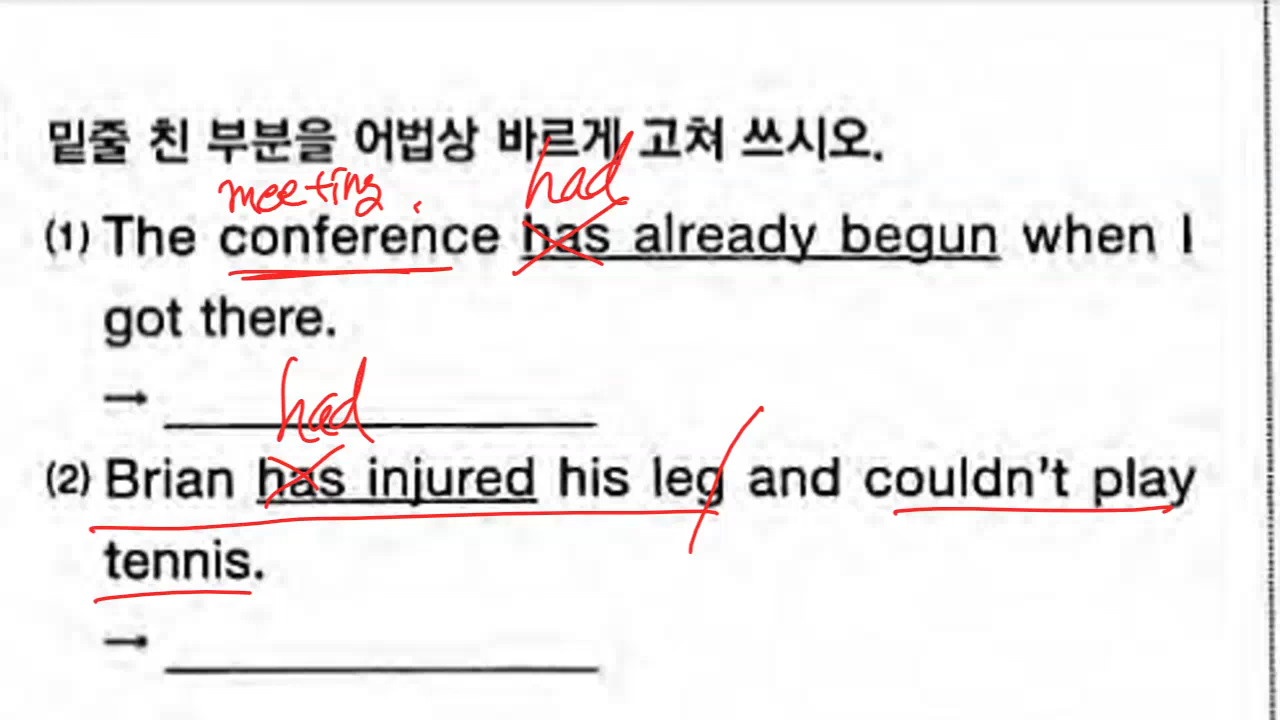 밑줄 친 부분을 어법상 바르게 고쳐 쓰시오.
meeting had
(1) The conference has already begun when I
got there.
→
had
(2) Brian has injured his leg and couldn't play
tennis.
→